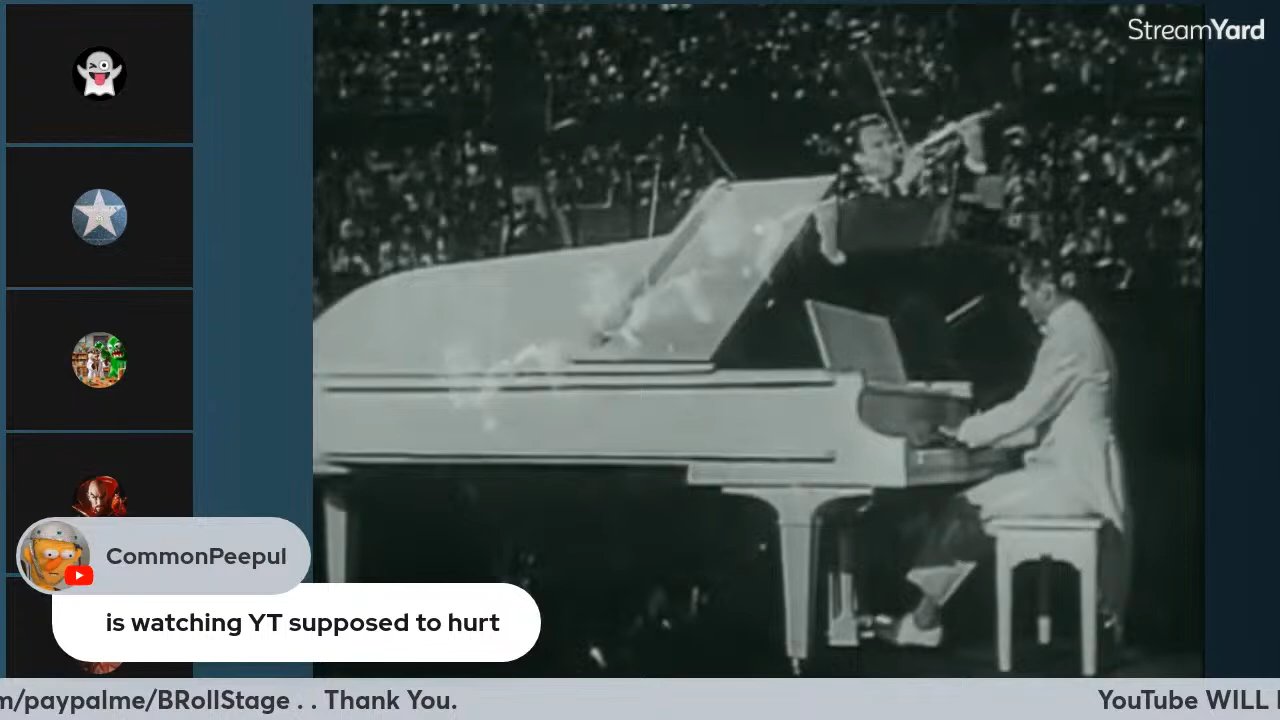 StreamYard
CommonPeepul
is watching YT supposed to hurt
m/paypalme/BRollStage . . Thank You.
YouTube WILL